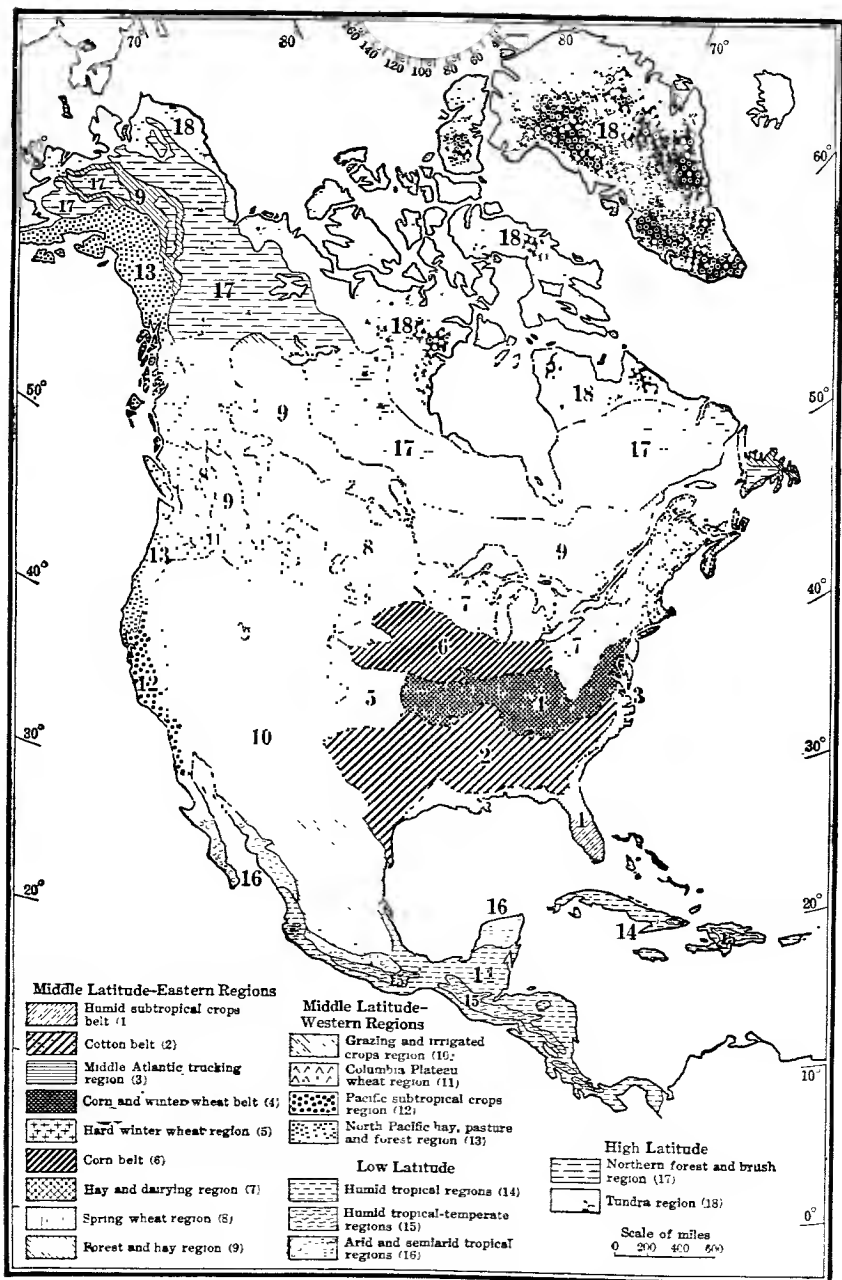 70°
80
160
140
120
100
80
60
40
80
70°
18
18
60
60°
17
9
17
18
13
17
18
50°
18
50°
9
17
17
8
9
2
11
8
9
13
40°
40°
7
6
7
12
5
4
3
30°
10
2
30°
1
20°
16
16
20°
14
15
14
15
Middle Latitude-Eastern Regions
Humid subtropical crops
belt (1
Cotton belt (2)
Middle Atlantic trucking
region (3)
Corn and winter wheat belt (4)
Hard winter wheat region (5)
Corn belt (6)
Hay and dairying region (7)
Spring wheat region (8)
Forest and hay region (9)
Middle Latitude-
Western Regions
Grazing and irrigated
crops region (10)
Columbia Plateau
wheat region (11)
Pacific subtropical crops
region (12)
North Pacific hay, pasture
and forest region (13)
Low Latitude
Humid tropical regions (14)
Humid tropical-temperate
regions (15)
Arid and semiarid tropical
regions (16)
High Latitude
Northern forest and brush
region (17)
Tundra region (18)
10°
0°
Scale of miles
0 200 400 600